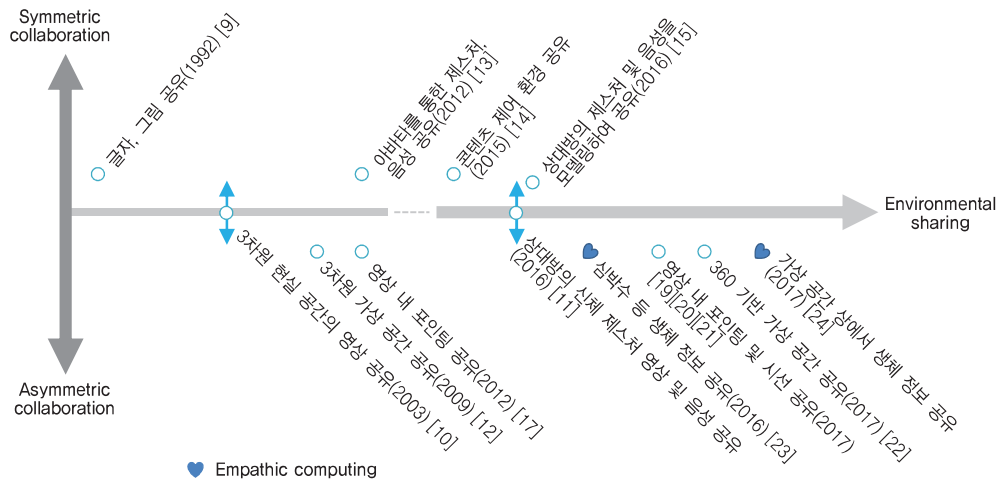 Symmetric
collaboration
글자, 그림 공유(1992) [9]
아바타를 통한 제스처,
음성 공유(2012) [13]
콘텐츠 제어 환경 공유
(2015) [14]
상대방의 제스처 및 음성을
모델링하여 공유(2016) [15]
Environmental
sharing
3차원 현실 공간의 영상 공유(2003) [10]
3차원 가상 공간 공유(2009) [12]
영상 내 포인팅 공유(2012) [17]
상대방의 신체 제스처 영상 및 음성 공유
(2016) [11]
심박수 등 생체 정보 공유(2016) [23]
영상 내 포인팅 및 시선 공유(2017)
[19][20][21]
360 기반 가상 공간 공유(2017) [22]
가상 공간 상에서 생체 정보 공유
(2017) [24]
Asymmetric
collaboration
Empathic computing